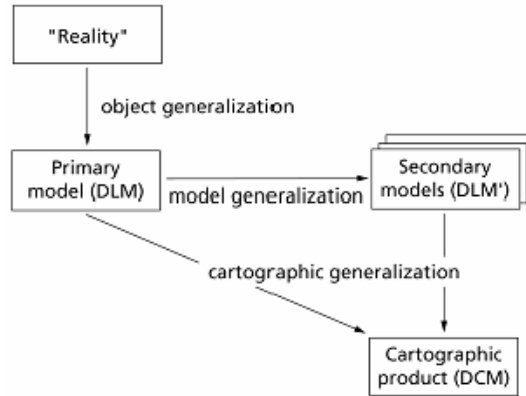 "Reality"
object generalization
Primary
model (DLM)
model generalization
Secondary
models (DLM')
cartographic generalization
Cartographic
product (DCM)